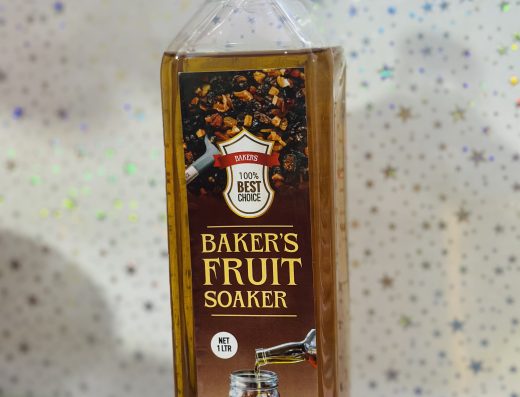 BAKERS
100%
BEST
CHOICE
BAKER'S
FRUIT
SOAKER
NET
1 LTR